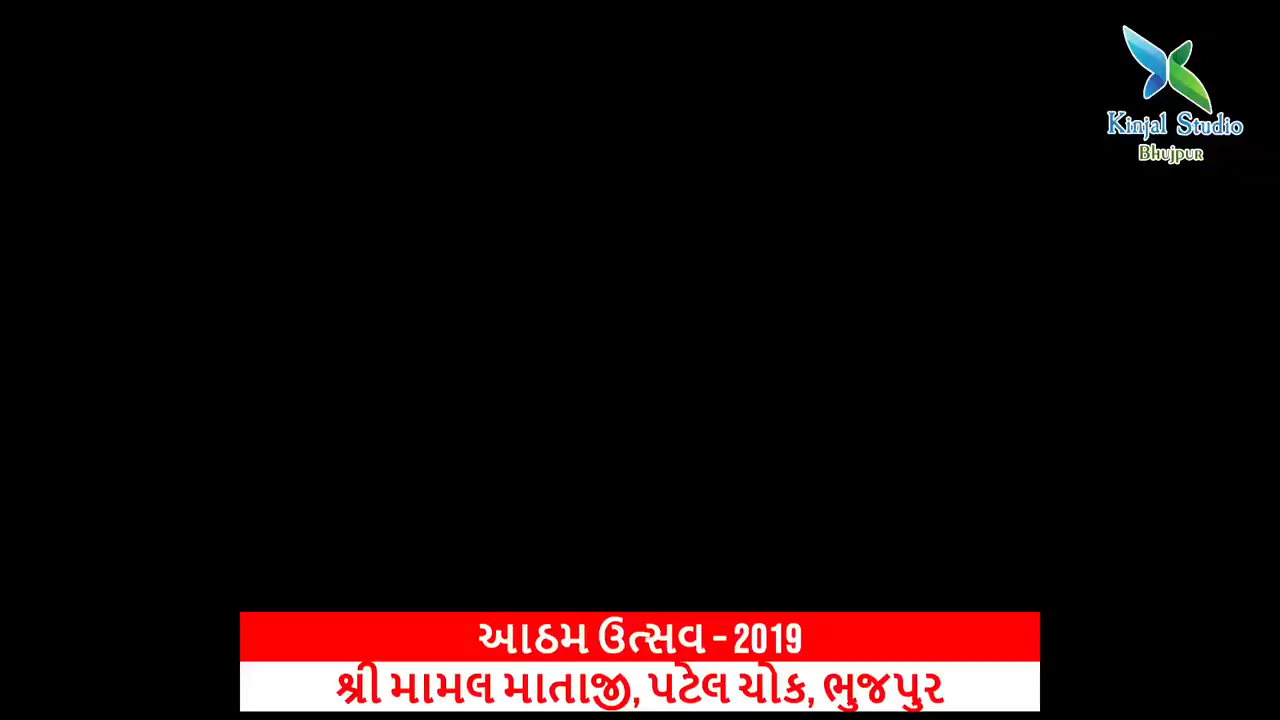 Kinjal Studio
Bhujpur
આઠમ ઉત્સવ - 2019
શ્રી મામલ માતાજી, પટેલ ચોક, ભુજપુર